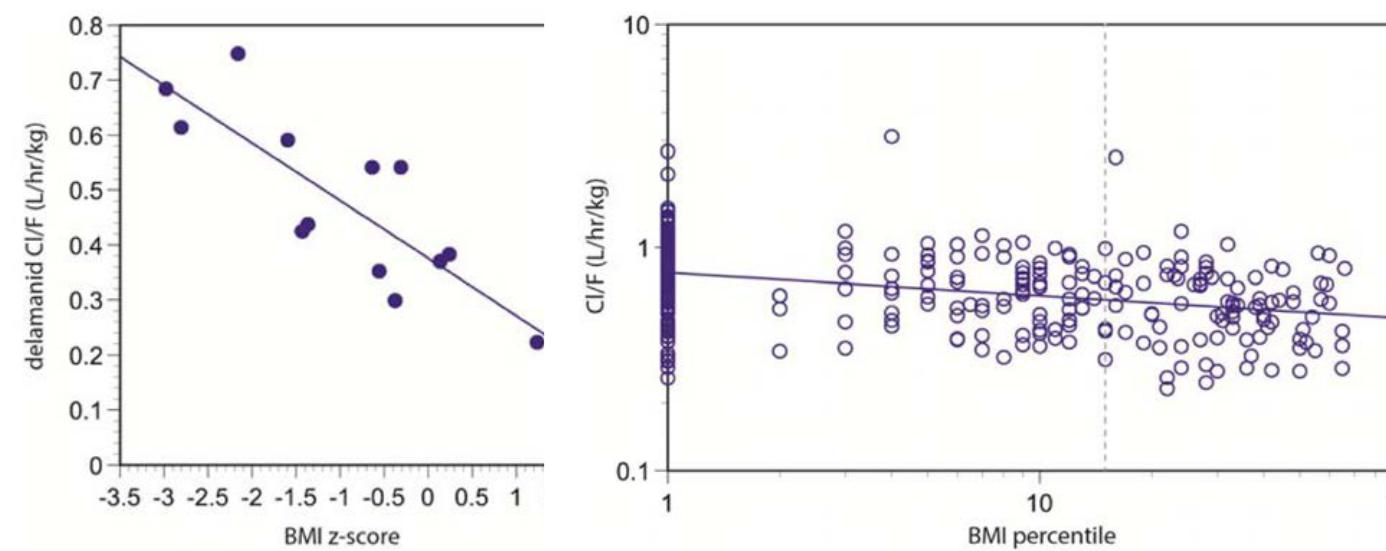 0.8
0.7
0.6
0.5
0.4
0.3
0.2
0.1
0
delamanid Cl/F (L/hr/kg)
-3.5 -3 -2.5 -2 -1.5 -1 -0.5 0 0.5 1
BMI z-score
10
1
0.1
Cl/F (L/hr/kg)
1 10
BMI percentile